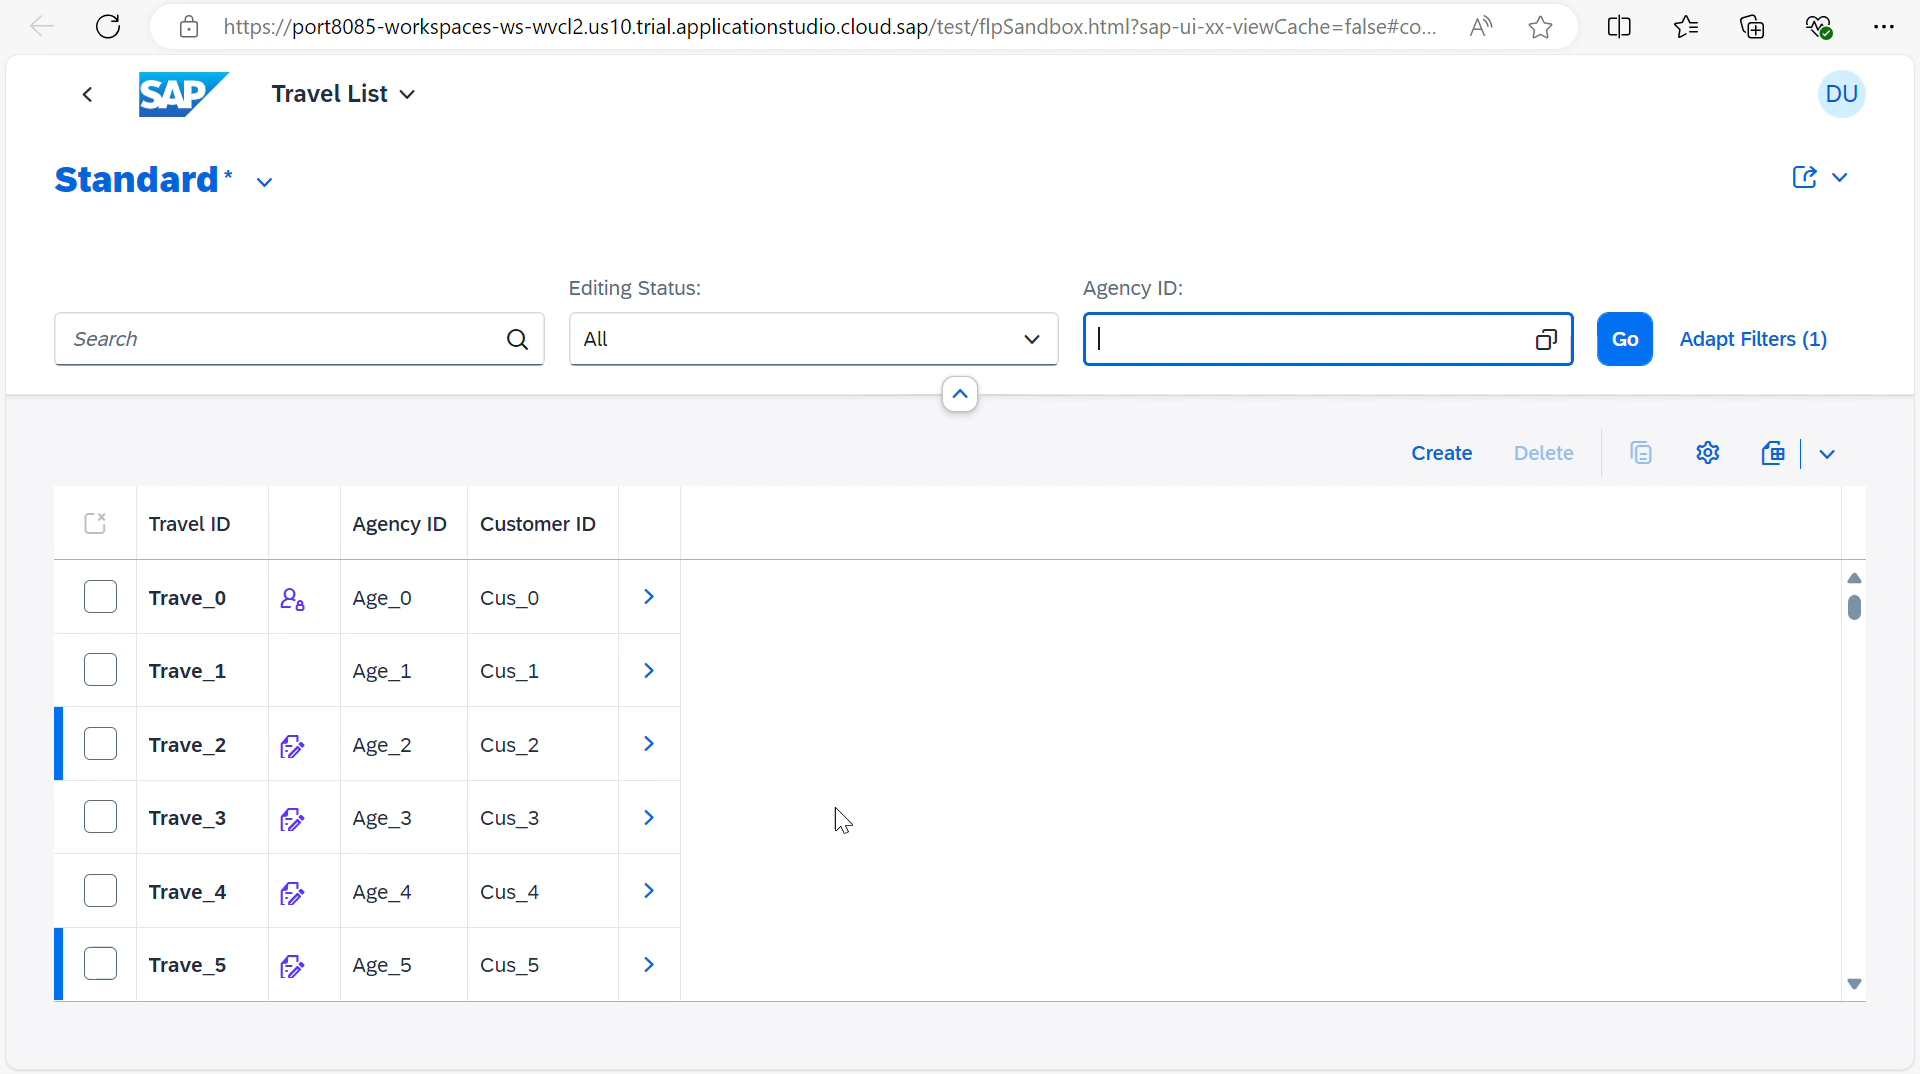 https://port8085-workspaces-ws-wvcl2.us10.trial.applicationstudio.cloud.sap/test/flpSandbox.html?sap-ui-xx-viewCache=false#co...
SAP Travel List DU
Standard*
Editing Status: Agency ID:
Search All Go Adapt Filters (1)
Create Delete
Travel ID Agency ID Customer ID
Trave_0 Age_0 Cus_0
Trave_1 Age_1 Cus_1
Trave_2 Age_2 Cus_2
Trave_3 Age_3 Cus_3
Trave_4 Age_4 Cus_4
Trave_5 Age_5 Cus_5